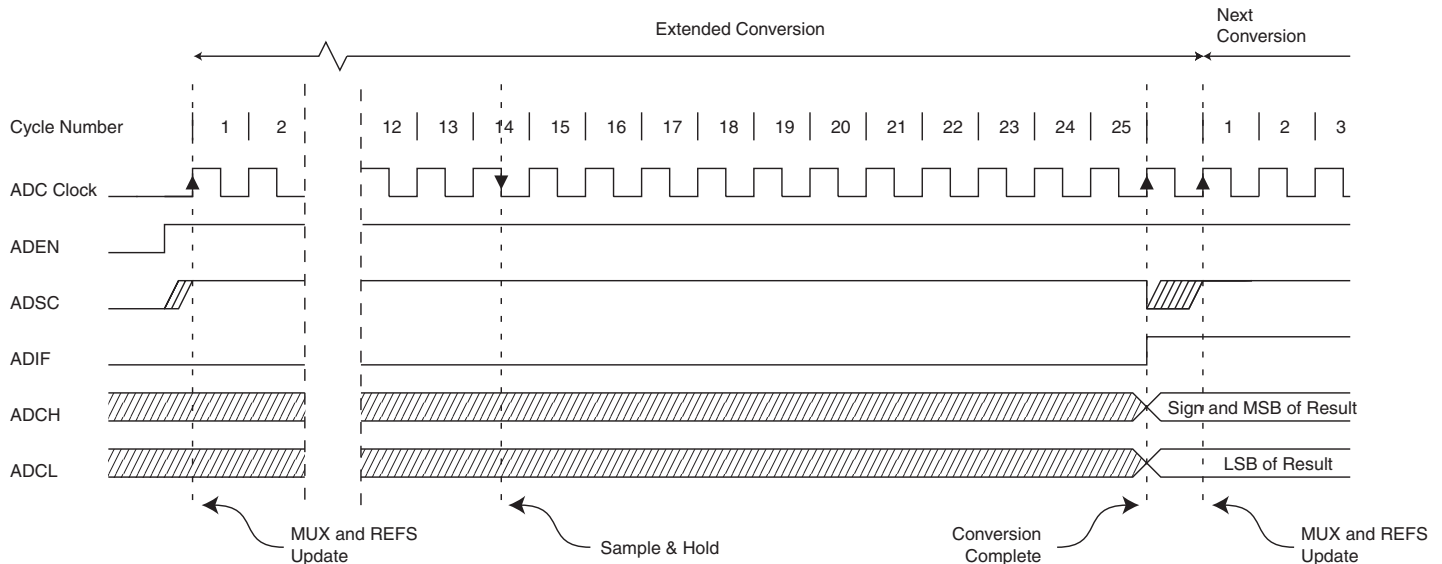 Extended Conversion
Next
Conversion
Cycle Number
1 2 12 13 14 15 16 17 18 19 20 21 22 23 24 25 1 2 3
ADC Clock
ADEN
ADSC
ADIF
ADCH
Sign and MSB of Result
ADCL
LSB of Result
MUX and REFS
Update
Sample & Hold
Conversion
Complete
MUX and REFS
Update